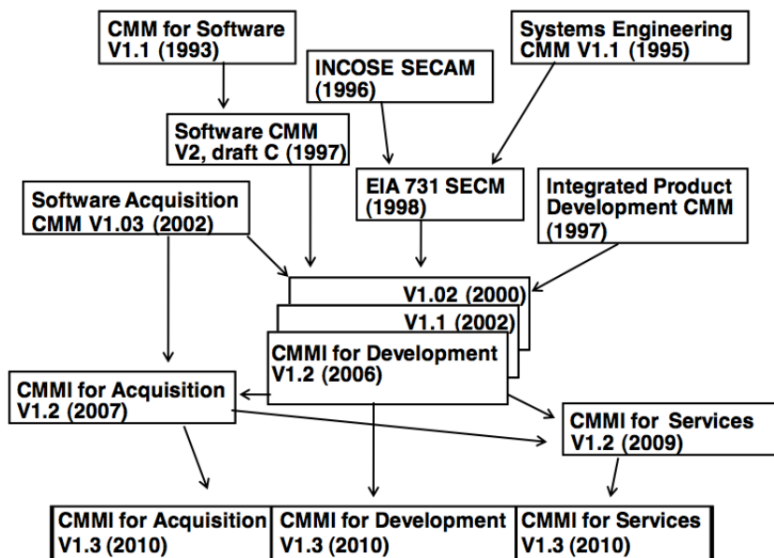 CMM for Software
V1.1 (1993)
Systems Engineering
CMM V1.1 (1995)
INCOSE SECAM
(1996)
Software CMM
V2, draft C (1997)
EIA 731 SECM
(1998)
Integrated Product
Development CMM
(1997)
Software Acquisition
CMM V1.03 (2002)
V1.02 (2000)
V1.1 (2002)
CMMI for Development
V1.2 (2006)
CMMI for Acquisition
V1.2 (2007)
CMMI for Services
V1.2 (2009)
CMMI for Acquisition
V1.3 (2010)
CMMI for Development
V1.3 (2010)
CMMI for Services
V1.3 (2010)